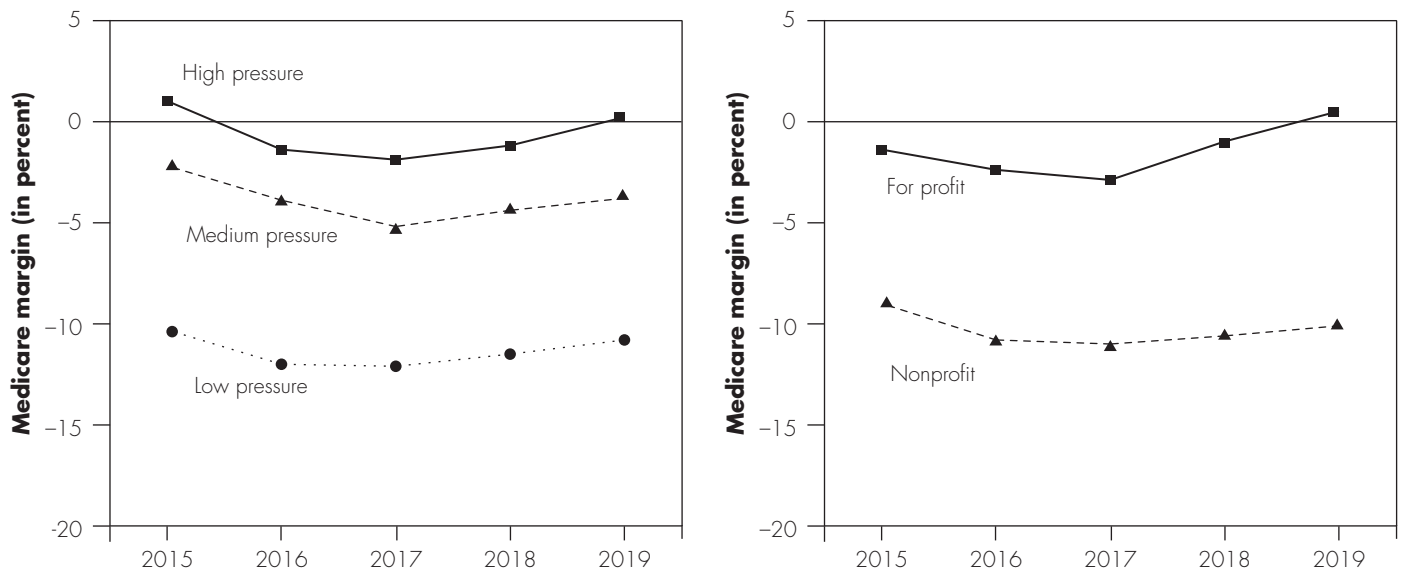 Medicare margin (in percent)
5
0
–5
–10
–15
-20
High pressure
Medium pressure
Low pressure
2015 2016 2017 2018 2019
Medicare margin (in percent)
5
0
–5
–10
–15
–20
For profit
Nonprofit
2015 2016 2017 2018 2019